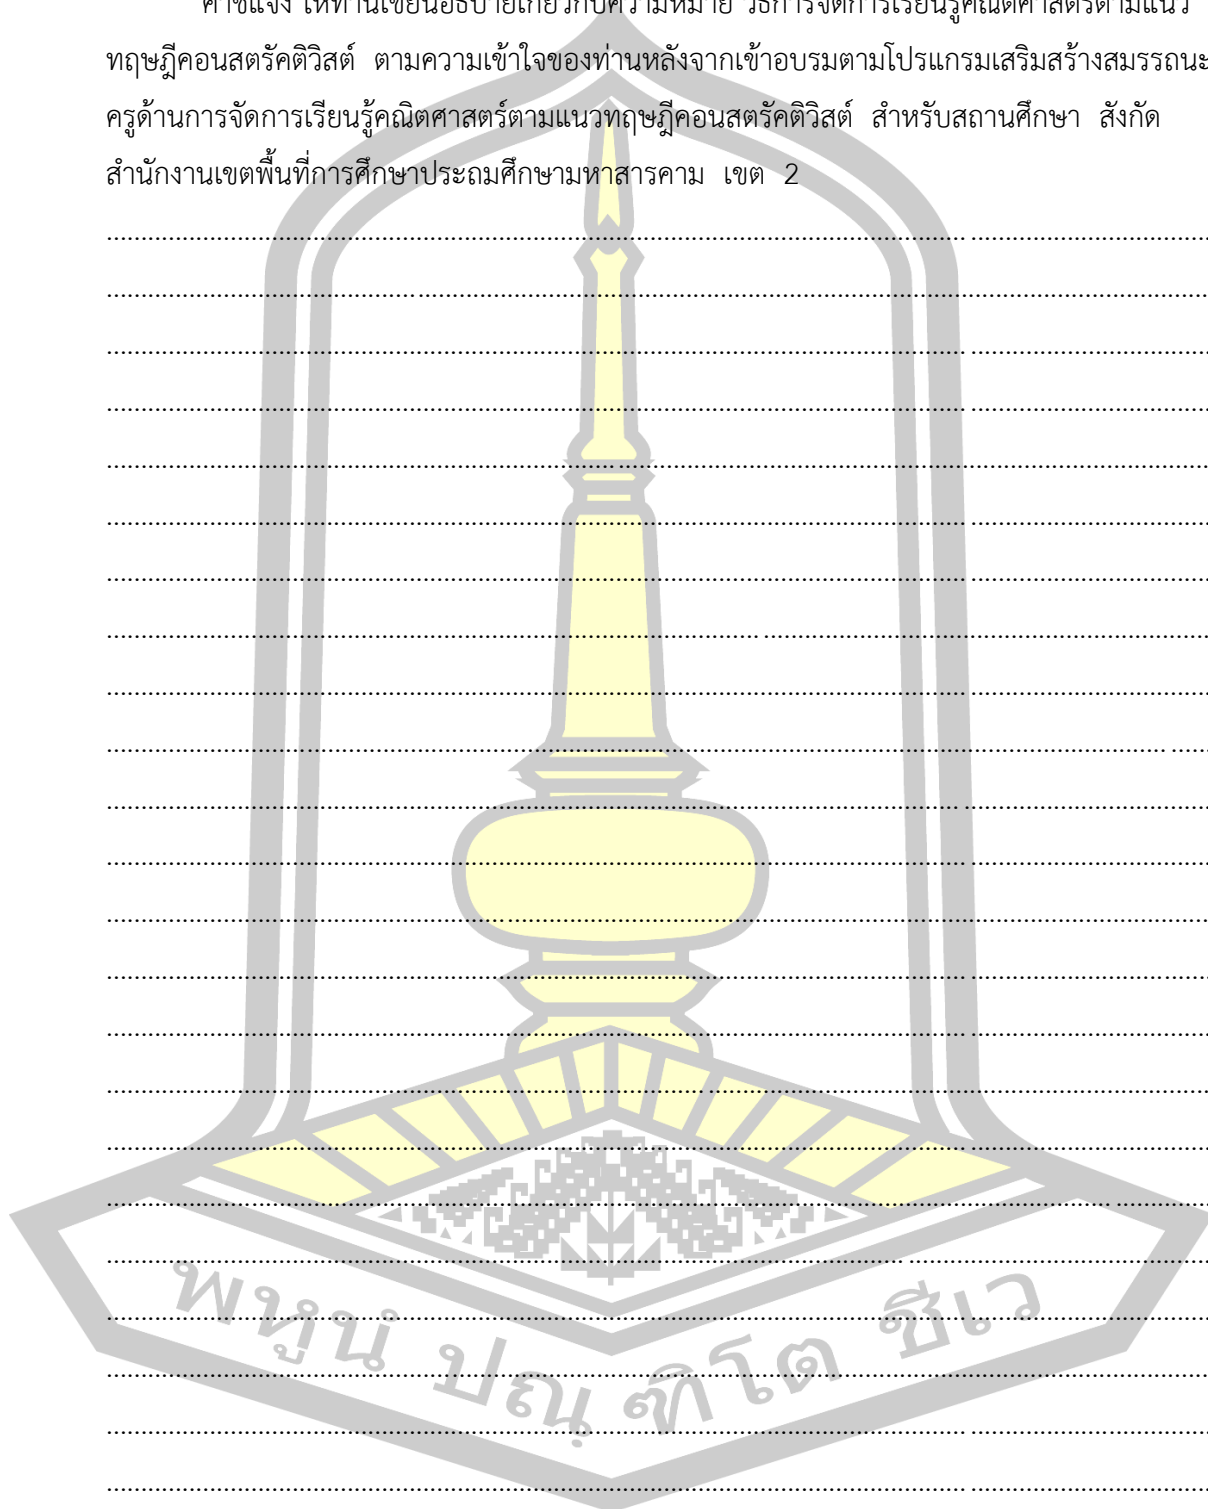 คำชี้แจง ให้ท่านเขียนอธิบายเกี่ยวกับความหมาย วิธีการจัดการเรียนรู้คณิตศาสตร์ตามแนว
ทฤษฎีคอนสตรัคติวิสต์ ตามความเข้าใจของท่านหลังจากเข้าอบรมตามโปรแกรมเสริมสร้างสมรรถนะ
ครูด้านการจัดการเรียนรู้คณิตศาสตร์ตามแนวทฤษฎีคอนสตรัคติวิสต์ สำหรับสถานศึกษา สังกัด
สำนักงานเขตพื้นที่การศึกษาประถมศึกษามหาสารคาม เขต 2
พหูนํ ปณฺฑิโต ชีเว